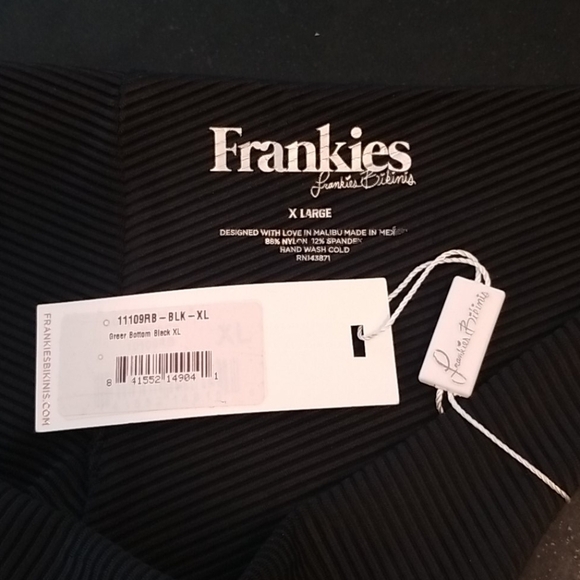 Frankies
Frankies Bikinis
X LARGE
DESIGNED WITH LOVE IN MALIBU MADE IN MEXICO
88% NYLON 12% SPANDEX
HAND WASH COLD
RN143871
11109RB-BLK-XL
Greer Bottom Black XL
8 41552 14904 1
FRANKIESBIKINIS.COM
Frankies Bikinis